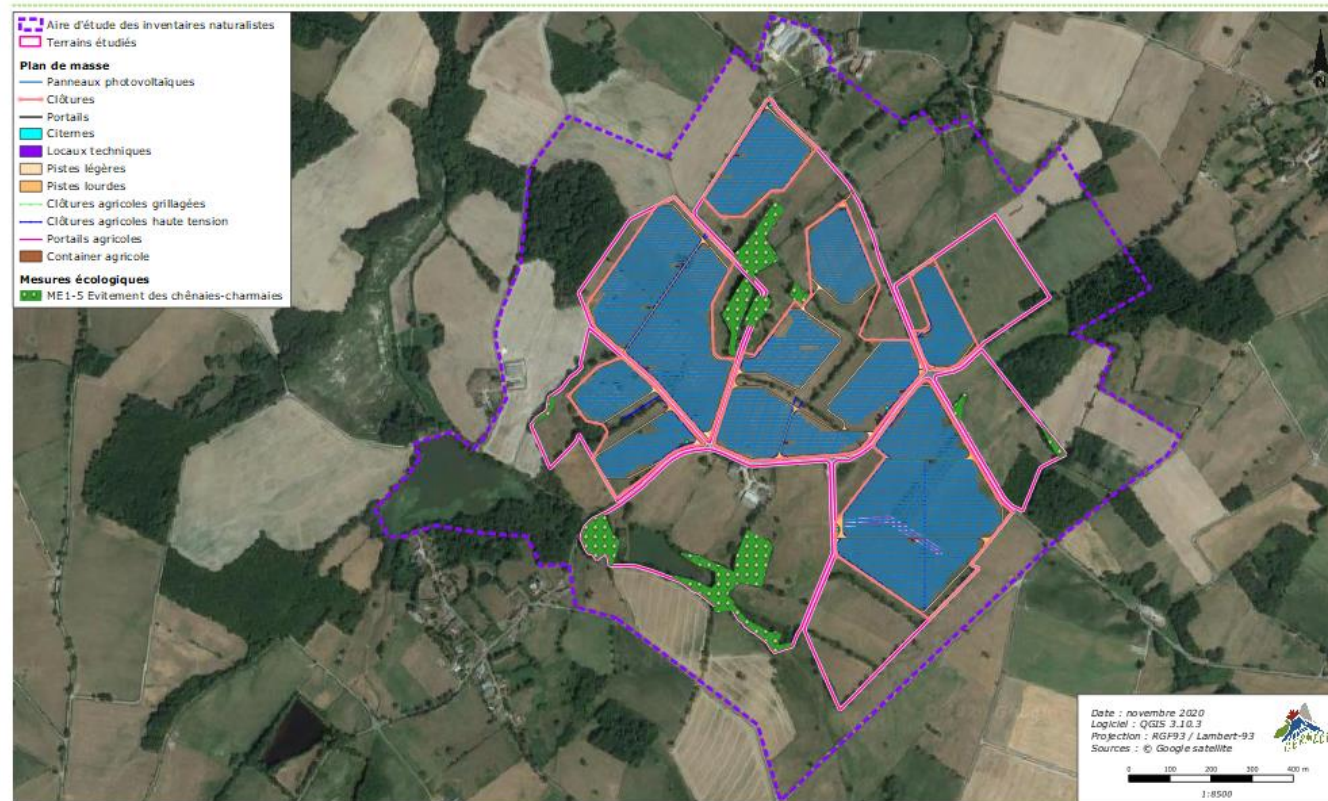 Aire d'étude des inventaires naturalistes
Terrains étudiés
Plan de masse
Panneaux photovoltaïques
Clôtures
Portails
Citernes
Locaux techniques
Pistes légères
Pistes lourdes
Clôtures agricoles grillagées
Clôtures agricoles haute tension
Portails agricoles
Container agricole
Mesures écologiques
ME1-5 Evitement des chênaies-charmaies
N
Date : novembre 2020
Logiciel : QGIS 3.10.3
Projection : RGF93 / Lambert-93
Sources : © Google satellite
0 100 200 300 400 m
1:8500